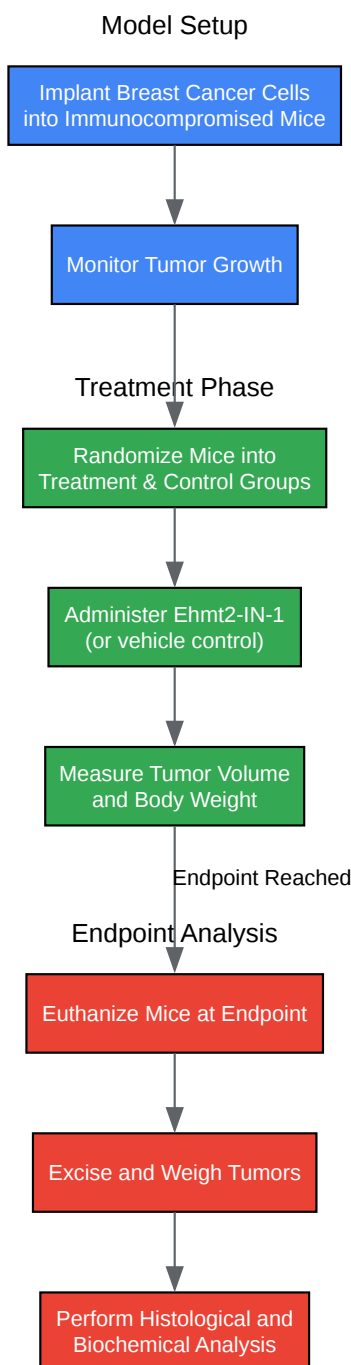 Model Setup
Implant Breast Cancer Cells
into Immunocompromised Mice
Monitor Tumor Growth
Treatment Phase
Randomize Mice into
Treatment & Control Groups
Administer Ehmt2-IN-1
(or vehicle control)
Measure Tumor Volume
and Body Weight
Endpoint Reached
Endpoint Analysis
Euthanize Mice at Endpoint
Excise and Weigh Tumors
Perform Histological and
Biochemical Analysis